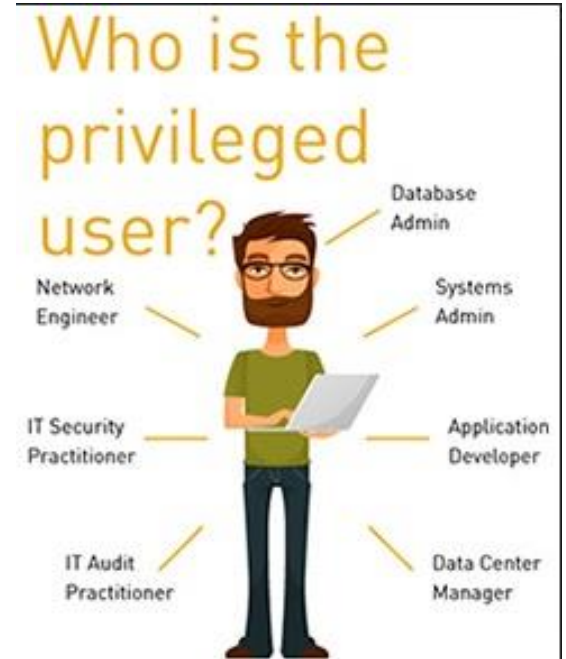 Who is the
privileged
user?
Database
Admin
Network
Engineer
Systems
Admin
IT Security
Practitioner
Application
Developer
IT Audit
Practitioner
Data Center
Manager